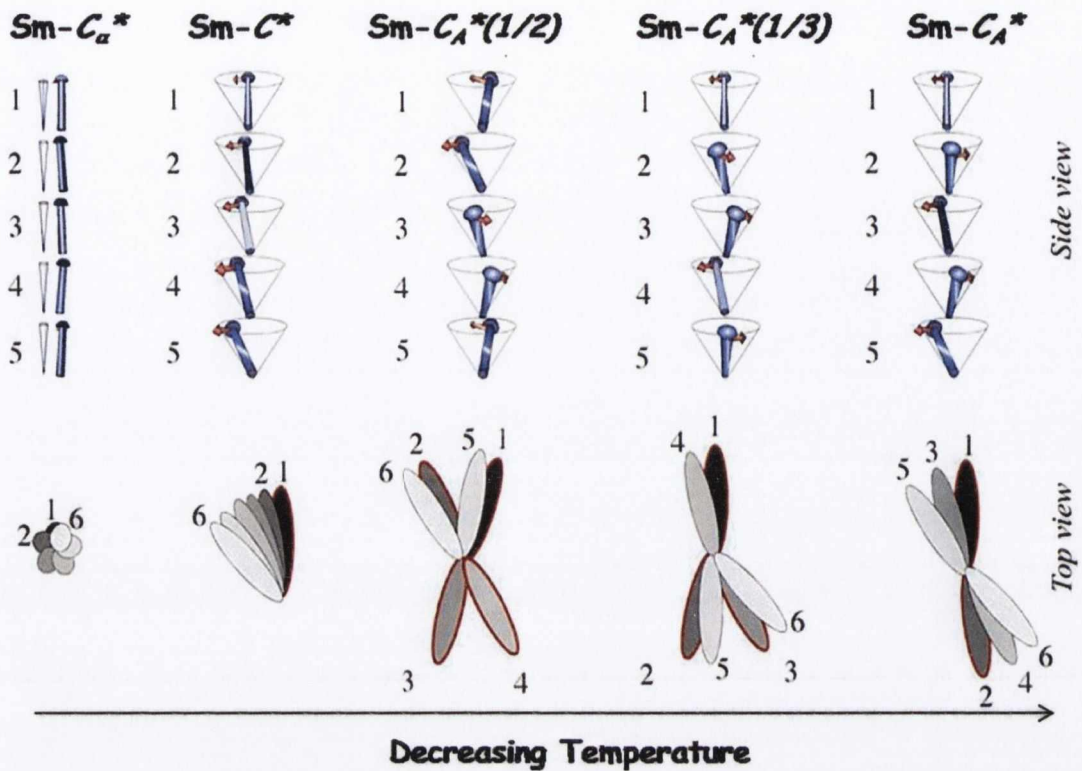 Sm-Cα* Sm-C* Sm-CA*(1/2) Sm-CA*(1/3) Sm-CA*
1 1 1 1 1
2 2 2 2 2
3 3 3 3 3
4 4 4 4 4
5 5 5 5 5
Side view
1 2 6
2 1 6
6 2 5 1 3 4
4 1 2 5 3 6
5 3 1 2 4 6
Top view
Decreasing Temperature